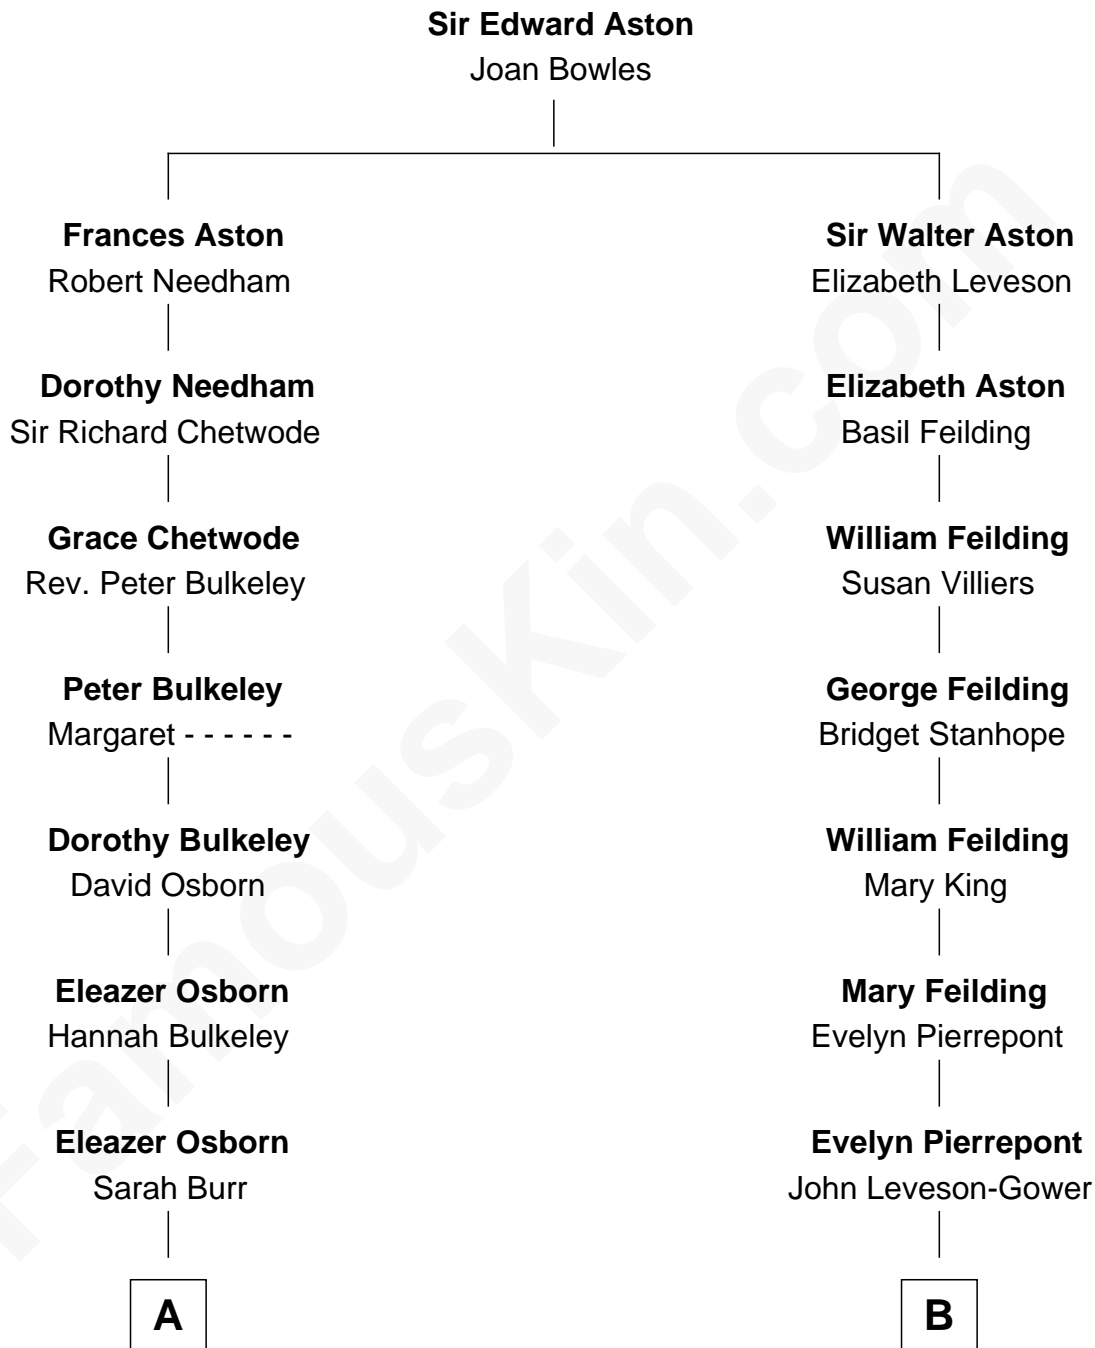 Sir Edward Aston
Joan Bowles
Frances Aston
Robert Needham
Sir Walter Aston
Elizabeth Leveson
Dorothy Needham
Sir Richard Chetwode
Elizabeth Aston
Basil Feilding
Grace Chetwode
Rev. Peter Bulkeley
William Feilding
Susan Villiers
Peter Bulkeley
Margaret - - - - - -
George Feilding
Bridget Stanhope
Dorothy Bulkeley
David Osborn
William Feilding
Mary King
Eleazer Osborn
Hannah Bulkeley
Mary Feilding
Evelyn Pierrepont
Eleazer Osborn
Sarah Burr
Evelyn Pierrepont
John Leveson-Gower
A
B
FamousKin.com